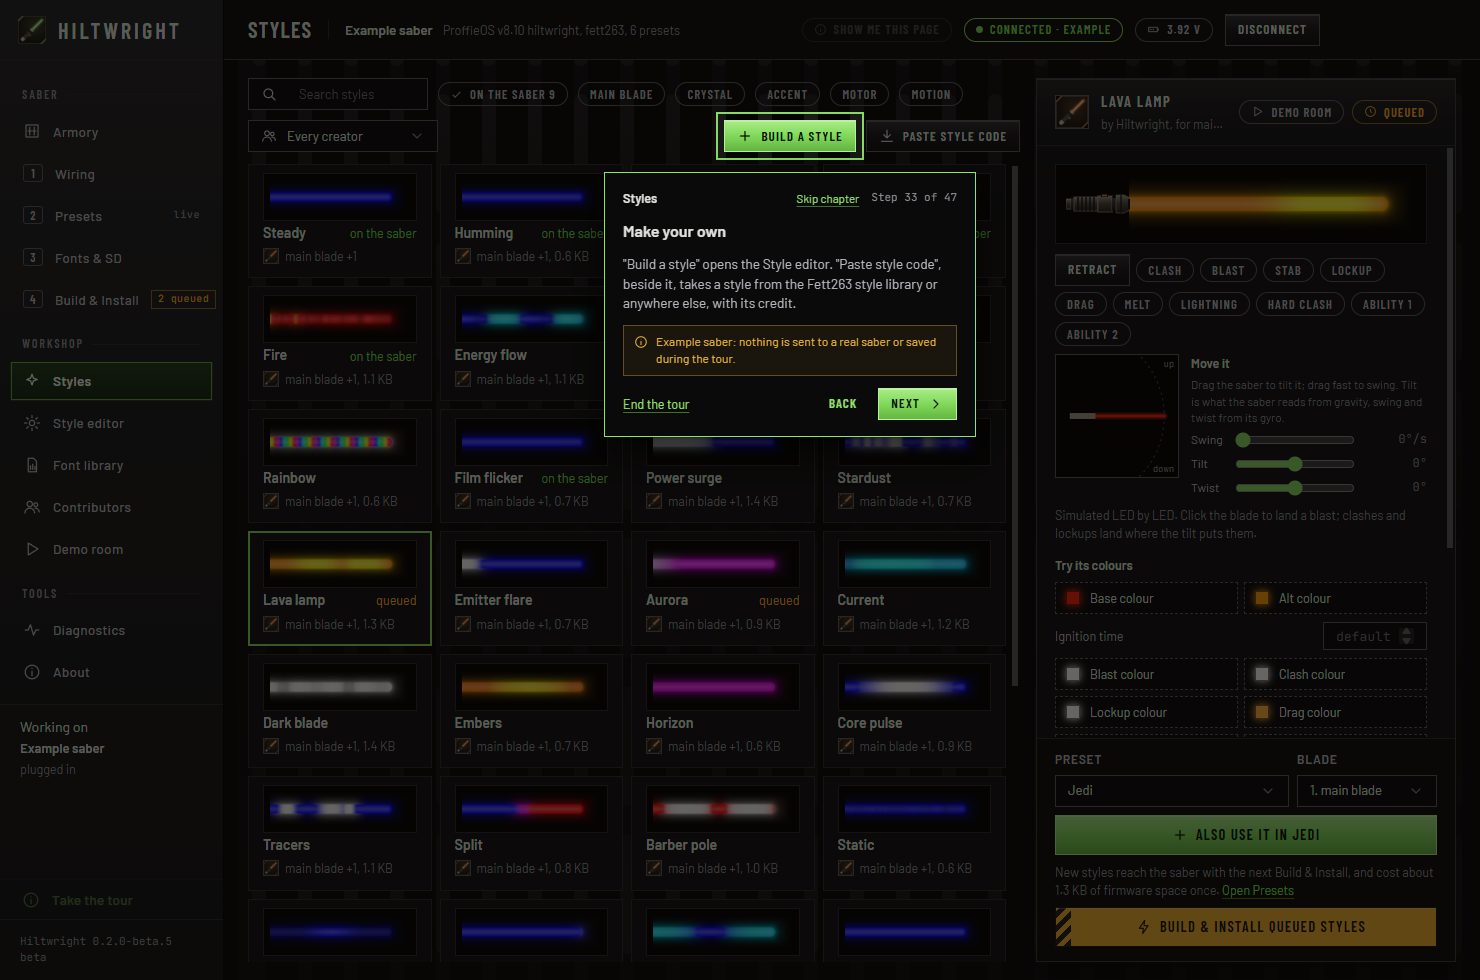 HILTWRIGHT
SABER
Armory
1 Wiring
2 Presets live
3 Fonts & SD
4 Build & Install 2 queued
WORKSHOP
Styles
Style editor
Font library
Contributors
Demo room
TOOLS
Diagnostics
About
Working on
Example saber
plugged in
Take the tour
Hiltwright 0.2.0-beta.5
beta
STYLES Example saber ProffieOS v8.10 hiltwright, fett263, 6 presets
SHOW ME THIS PAGE
CONNECTED · EXAMPLE
3.92 V
DISCONNECT
Search styles
ON THE SABER 9
MAIN BLADE
CRYSTAL
ACCENT
MOTOR
MOTION
Every creator
BUILD A STYLE
PASTE STYLE CODE
Styles Skip chapter Step 33 of 47
Make your own
"Build a style" opens the Style editor. "Paste style code",
beside it, takes a style from the Fett263 style library or
anywhere else, with its credit.
Example saber: nothing is sent to a real saber or saved
during the tour.
End the tour BACK NEXT
Steady on the saber
main blade +1
Humming on the
main blade +1, 0.6 KB
Fire on the saber
main blade +1, 1.1 KB
Energy flow
main blade +1, 1.1 KB
Rainbow
main blade +1, 0.6 KB
Film flicker on the saber
main blade +1, 0.7 KB
Power surge
main blade +1, 1.4 KB
Stardust
main blade +1, 0.7 KB
Lava lamp queued
main blade +1, 1.3 KB
Emitter flare
main blade +1, 0.7 KB
Aurora queued
main blade +1, 0.9 KB
Current
main blade +1, 1.2 KB
Dark blade
main blade +1, 1.4 KB
Embers
main blade +1, 0.7 KB
Horizon
main blade +1, 0.6 KB
Core pulse
main blade +1, 0.9 KB
Tracers
main blade +1, 1.1 KB
Split
main blade +1, 0.8 KB
Barber pole
main blade +1, 1.0 KB
Static
main blade +1, 0.6 KB
LAVA LAMP
by Hiltwright, for mai...
DEMO ROOM
QUEUED
RETRACT CLASH BLAST STAB LOCKUP
DRAG MELT LIGHTNING HARD CLASH ABILITY 1
ABILITY 2
up
down
Move it
Drag the saber to tilt it; drag fast to swing. Tilt
is what the saber reads from gravity, swing and
twist from its gyro.
Swing 0°/s
Tilt 0°
Twist 0°
Simulated LED by LED. Click the blade to land a blast; clashes and
lockups land where the tilt puts them.
Try its colours
Base colour Alt colour
Ignition time default
Blast colour Clash colour
Lockup colour Drag colour
PRESET BLADE
Jedi 1. main blade
ALSO USE IT IN JEDI
New styles reach the saber with the next Build & Install, and cost about
1.3 KB of firmware space once. Open Presets
BUILD & INSTALL QUEUED STYLES